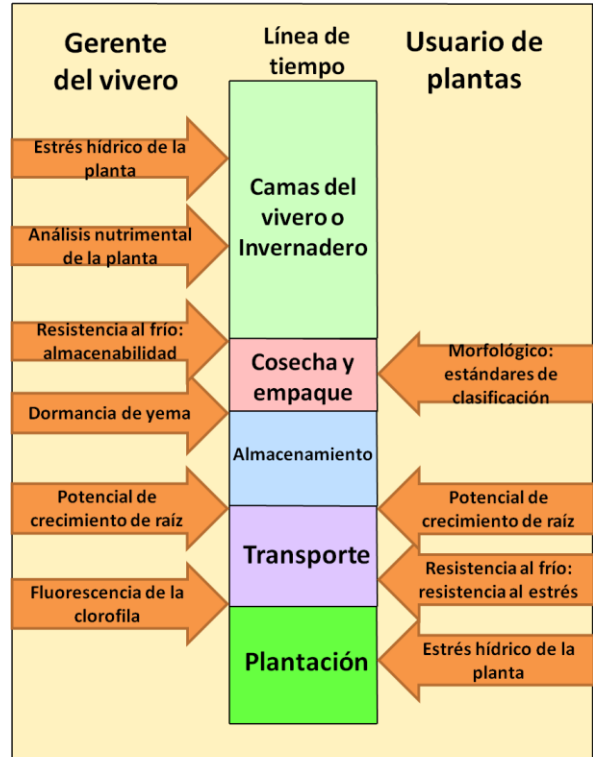 Gerente
del vivero
Línea de
tiempo
Usuario de
plantas
Estrés hídrico de la
planta
Análisis nutrimental
de la planta
Resistencia al frío:
almacenabilidad
Dormancia de yema
Potencial de
crecimiento de raíz
Fluorescencia de la
clorofila
Camas del
vivero o
Invernadero
Cosecha y
empaque
Almacenamiento
Transporte
Plantación
Morfológico:
estándares de
clasificación
Potencial de
crecimiento de raíz
Resistencia al frío:
resistencia al estrés
Estrés hídrico de la
planta